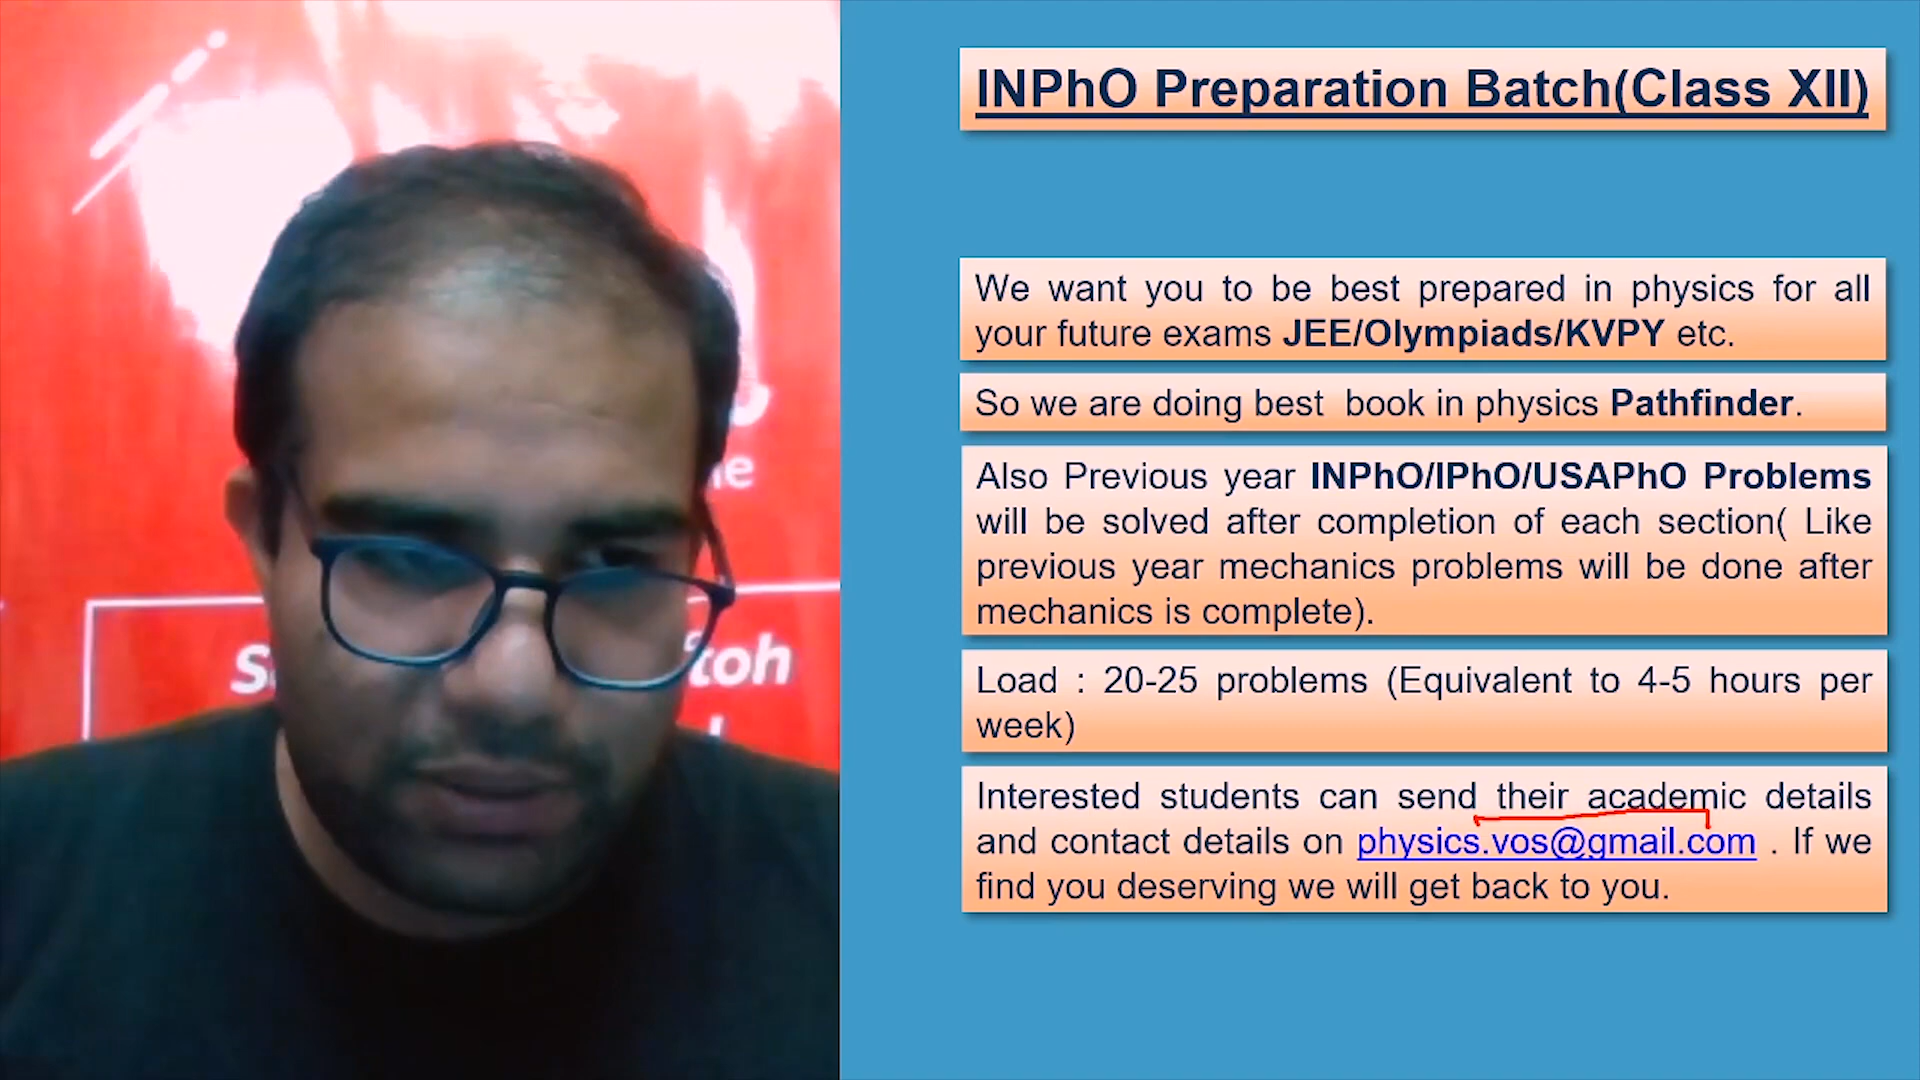 INPhO Preparation Batch(Class XII)
We want you to be best prepared in physics for all
your future exams JEE/Olympiads/KVPY etc.
So we are doing best book in physics Pathfinder.
Also Previous year INPhO/IPhO/USAPhO Problems
will be solved after completion of each section( Like
previous year mechanics problems will be done after
mechanics is complete).
Load : 20-25 problems (Equivalent to 4-5 hours per
week)
Interested students can send their academic details
and contact details on physics.vos@gmail.com . If we
find you deserving we will get back to you.